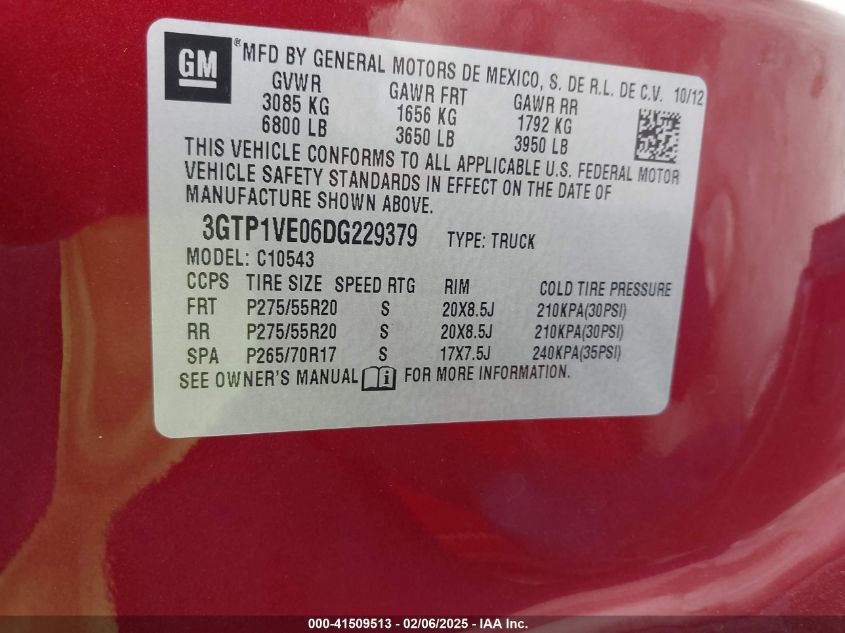 GM ® MFD BY GENERAL MOTORS DE MEXICO, S. DE R.L. DE C.V. 10/12
GVWR GAWR FRT GAWR RR
3085 KG 1656 KG 1792 KG
6800 LB 3650 LB 3950 LB
THIS VEHICLE CONFORMS TO ALL APPLICABLE U.S. FEDERAL MOTOR
VEHICLE SAFETY STANDARDS IN EFFECT ON THE DATE OF
MANUFACTURE SHOWN ABOVE.
3GTP1VE06DG229379 TYPE: TRUCK
MODEL: C10543
CCPS TIRE SIZE SPEED RTG RIM COLD TIRE PRESSURE
FRT P275/55R20 S 20X8.5J 210KPA(30PSI)
RR P275/55R20 S 20X8.5J 210KPA(30PSI)
SPA P265/70R17 S 17X7.5J 240KPA(35PSI)
SEE OWNER'S MANUAL FOR MORE INFORMATION.
000-41509513 - 02/06/2025 - IAA Inc.